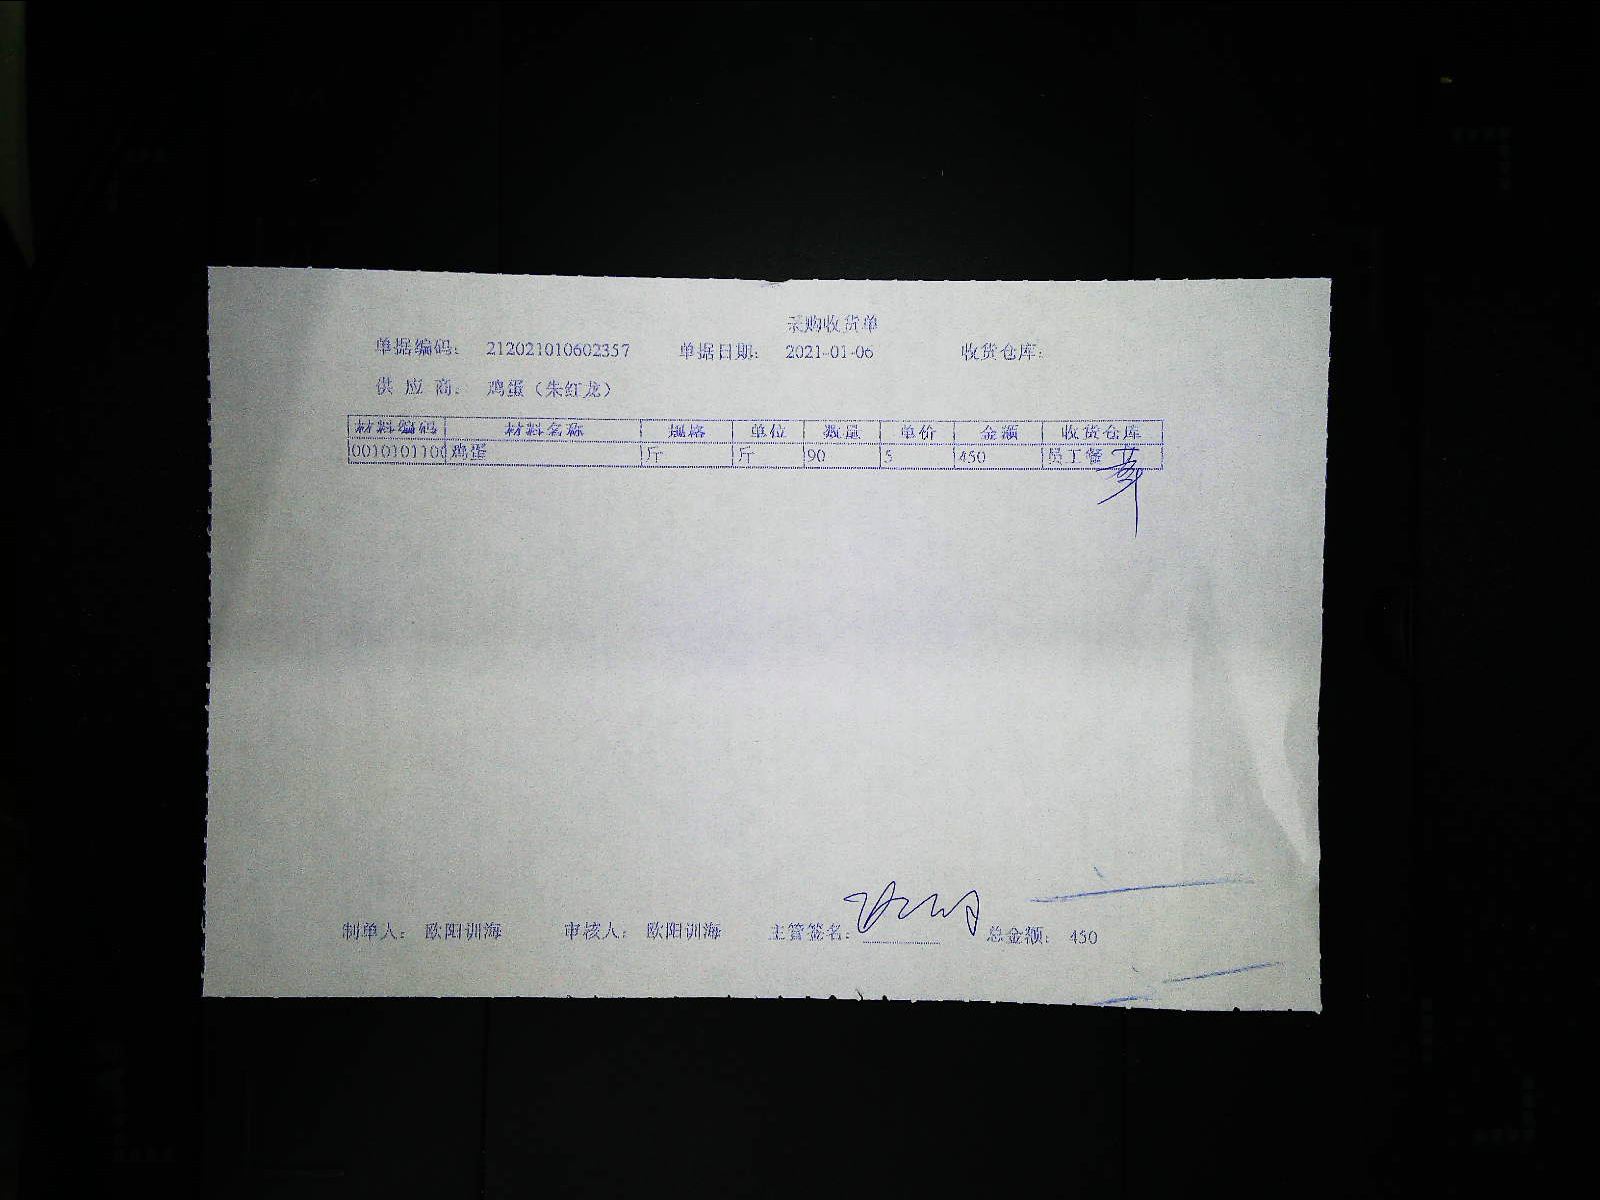 采购收货单
单据编码： 212021010602357 单据日期： 2021-01-06 收货仓库：
供 应 商： 鸡蛋（朱红龙）
材料编码 材料名称 规格 单位 数量 单价 金额 收货仓库
0010101100 鸡蛋 斤 斤 90 5 450 员工餐
制单人： 欧阳训海 审核人： 欧阳训海 主管签名： 总金额： 450